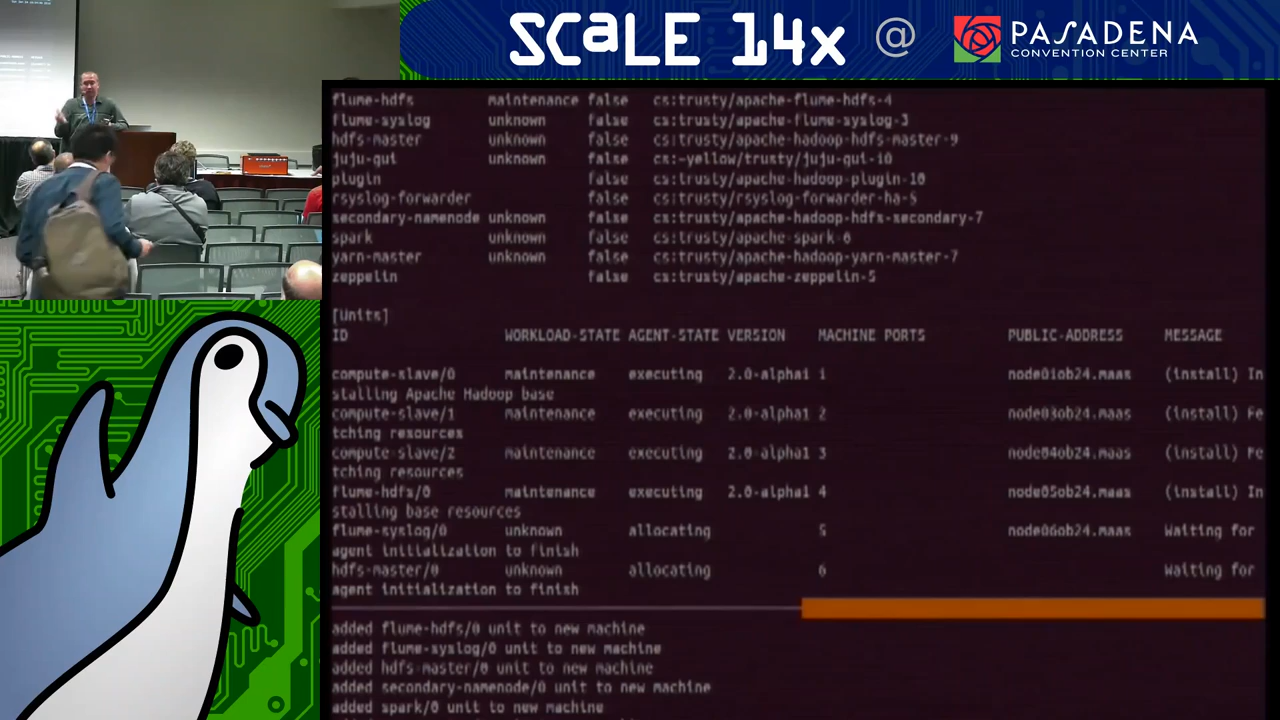 SCaLE 14x @ PASADENA
CONVENTION CENTER
flume-hdfs maintenance false cs:trusty/apache-flume-hdfs-4
flume-syslog unknown false cs:trusty/apache-flume-syslog-3
hdfs-master unknown false cs:trusty/apache-hadoop-hdfs-master-9
juju-gui unknown false cs:~yellow/trusty/juju-gui-10
plugin false cs:trusty/apache-hadoop-plugin-10
rsyslog-forwarder false cs:trusty/rsyslog-forwarder-ha-5
secondary-namenode unknown false cs:trusty/apache-hadoop-hdfs-secondary-7
spark unknown false cs:trusty/apache-spark-6
yarn-master unknown false cs:trusty/apache-hadoop-yarn-master-7
zeppelin false cs:trusty/apache-zeppelin-5
[Units]
ID WORKLOAD-STATE AGENT-STATE VERSION MACHINE PORTS PUBLIC-ADDRESS MESSAGE
compute-slave/0 maintenance executing 2.0-alpha1 1 node01ob24.maas (install) In
stalling Apache Hadoop base
compute-slave/1 maintenance executing 2.0-alpha1 2 node03ob24.maas (install) Fe
tching resources
compute-slave/2 maintenance executing 2.0-alpha1 3 node04ob24.maas (install) Fe
tching resources
flume-hdfs/0 maintenance executing 2.0-alpha1 4 node05ob24.maas (install) In
stalling base resources
flume-syslog/0 unknown allocating 5 node06ob24.maas Waiting for
agent initialization to finish
hdfs-master/0 unknown allocating 6 Waiting for
agent initialization to finish
added flume-hdfs/0 unit to new machine
added flume-syslog/0 unit to new machine
added hdfs-master/0 unit to new machine
added secondary-namenode/0 unit to new machine
added spark/0 unit to new machine